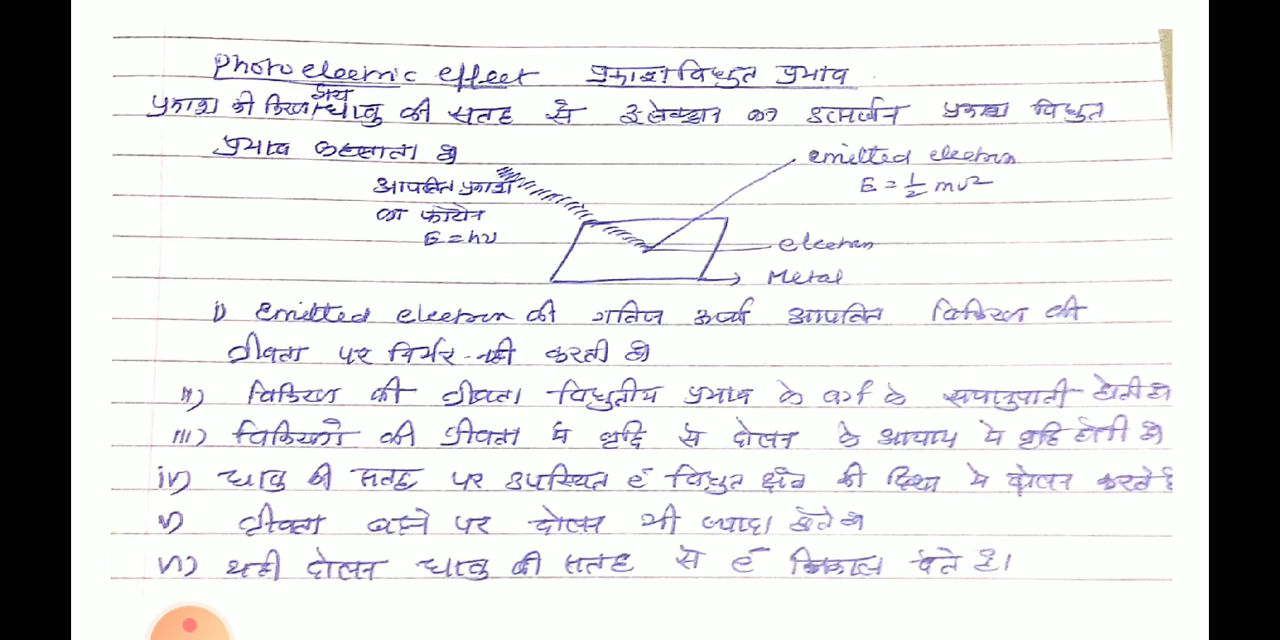 Photoelectric effect प्रकाश विधुत प्रभाव
प्रकाश की किरण द्वारा धातु की सतह से इलेक्ट्रान का उत्सर्जन प्रकाश विधुत
प्रभाव कहलाता है
emitted electron
E = 1/2 mv²
आपतित प्रकाश
का फोटोन
E = hν
electron
Metal
i) emitted electron की गतिज ऊर्जा आपतित विकिरण की
तीव्रता पर निर्भर नही करती है
ii) विकिरण की तीव्रता विधुतीय प्रभाव के वर्ग के समानुपाती होती है
iii) विकिरको की तीव्रता मे वृद्धि से दोलन के आयाम मे वृद्धि होती है
iv) धातु की सतह पर उपस्थित e⁻ विधुत क्षेत्र की दिशा मे दोलन करते है
v) तीव्रता बढने पर दोलन भी ज्यादा होते है
vi) यही दोलन धातु की सतह से e⁻ निकाल देते है।